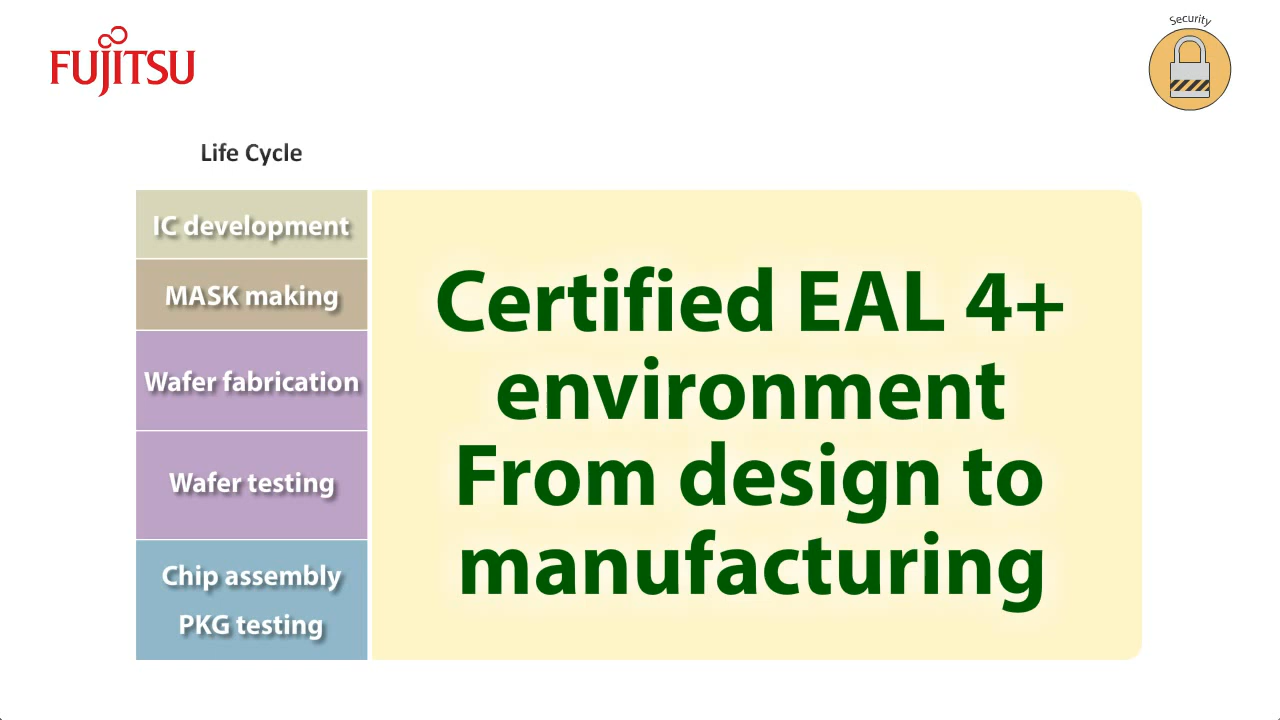 FUJITSU
Security
Life Cycle
IC development
MASK making
Wafer fabrication
Wafer testing
Chip assembly
PKG testing
Certified EAL 4+
environment
From design to
manufacturing